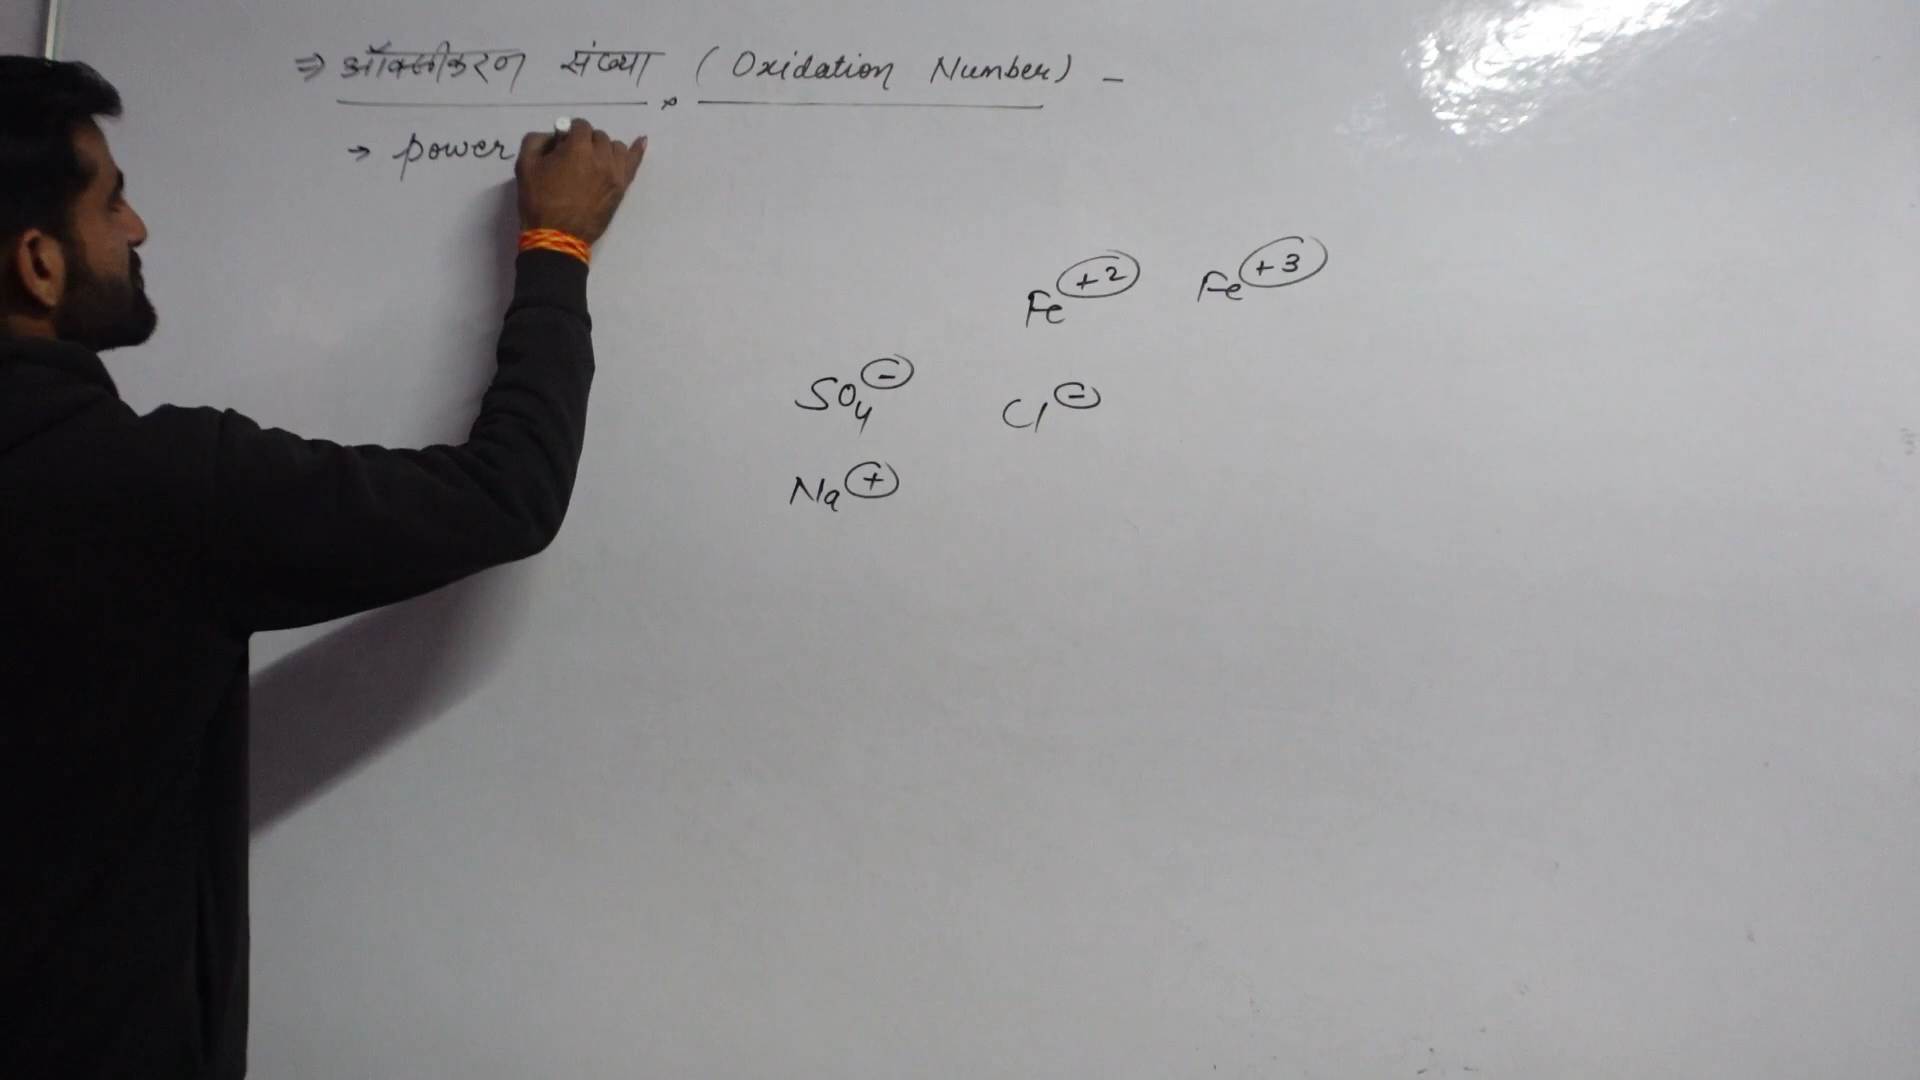 ⇒ ऑक्सीकरण संख्या (Oxidation Number) -
→ power
Fe+2 Fe+3
SO4- Cl-
Na+